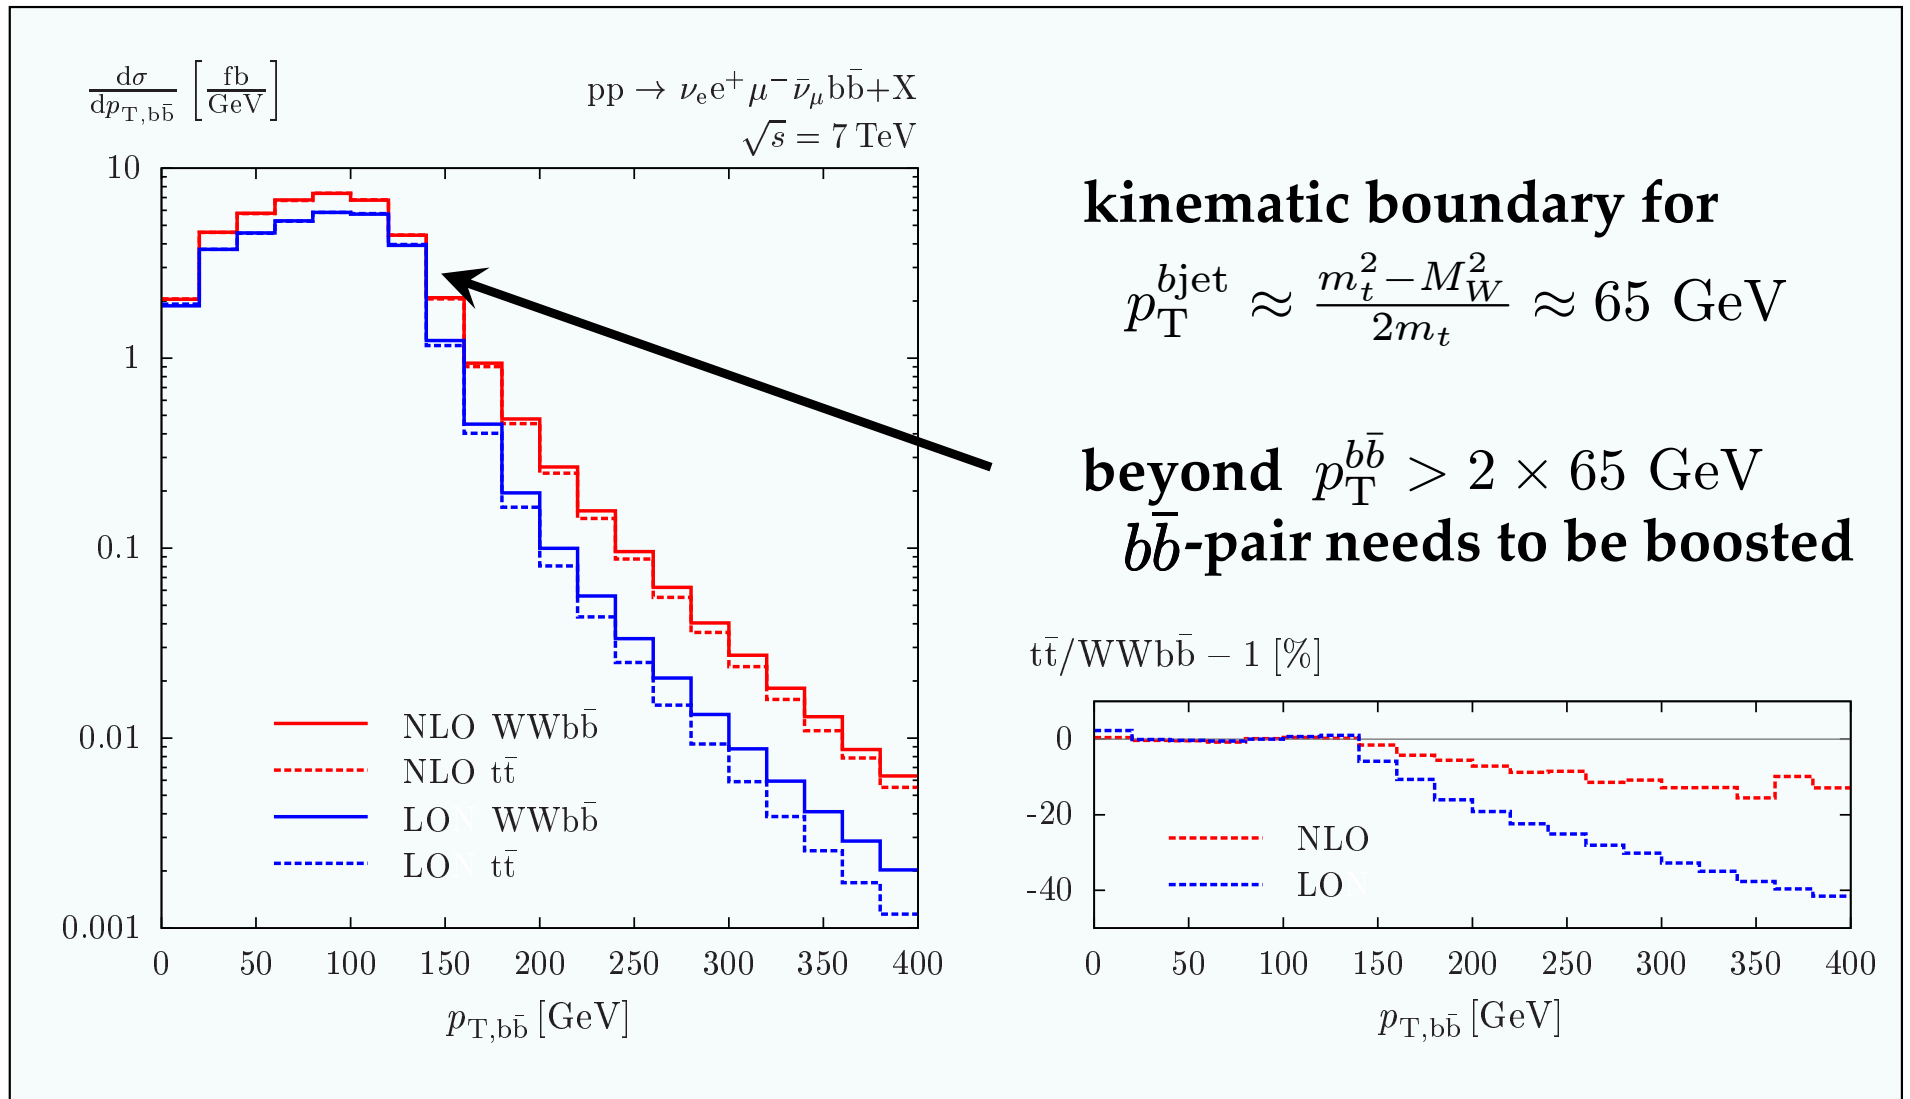 dσ/dp_{T,bb̄} [fb/GeV]
pp → ν_e e⁺ μ⁻ ν̄_μ bb̄+X
√s = 7 TeV
10
1
0.1
0.01
0.001
NLO WWbb̄
NLO tt̄
LO WWbb̄
LO tt̄
0 50 100 150 200 250 300 350 400
p_{T,bb̄} [GeV]
kinematic boundary for
p_T^{bjet} ≈ (m_t² − M_W²)/(2m_t) ≈ 65 GeV
beyond p_T^{bb̄} > 2 × 65 GeV
bb̄-pair needs to be boosted
tt̄/WWbb̄ − 1 [%]
0
-20
-40
NLO
LO
0 50 100 150 200 250 300 350 400
p_{T,bb̄} [GeV]